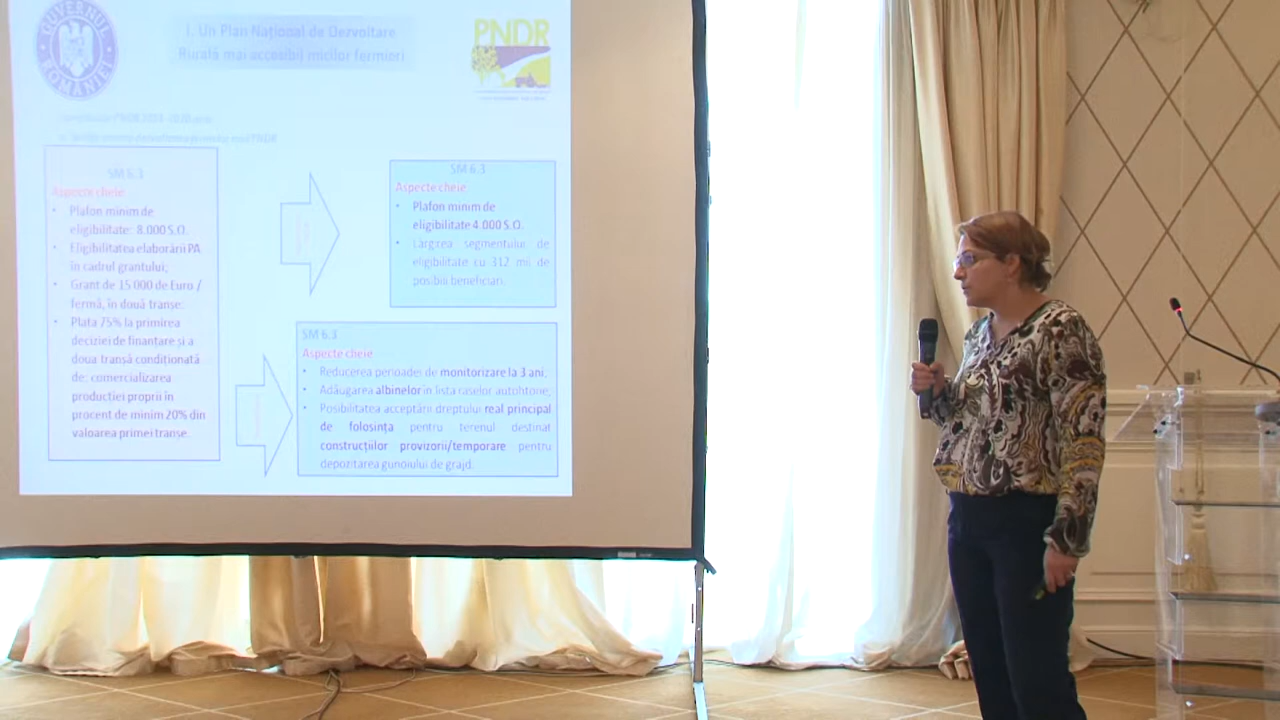 GUVERNUL
ROMÂNIEI
I. Un Plan Național de Dezvoltare
Rurală mai accesibil micilor fermieri
PNDR
SM 6.3
Aspecte cheie
• Plafon minim de
eligibilitate: 8.000 S.O.
• Eligibilitatea elaborării PA
în cadrul grantului;
• Grant de 15 000 de Euro /
fermă, în două tranșe;
• Plata 75% la primirea
deciziei de finanțare și a
doua transă condiționată
de: comercializarea
producției proprii în
procent de minim 20% din
valoarea primei tranșe.
SM 6.3
Aspecte cheie
• Plafon minim de
eligibilitate 4.000 S.O.
• Lărgirea segmentului de
eligibilitate cu 312 mii de
posibili beneficiari.
SM 6.3
Aspecte cheie
• Reducerea perioadei de monitorizare la 3 ani;
• Adăugarea albinelor în lista raselor autohtone;
• Posibilitatea acceptării dreptului real principal
de folosința pentru terenul destinat
construcțiilor provizorii/temporare pentru
depozitarea gunoiului de grajd.